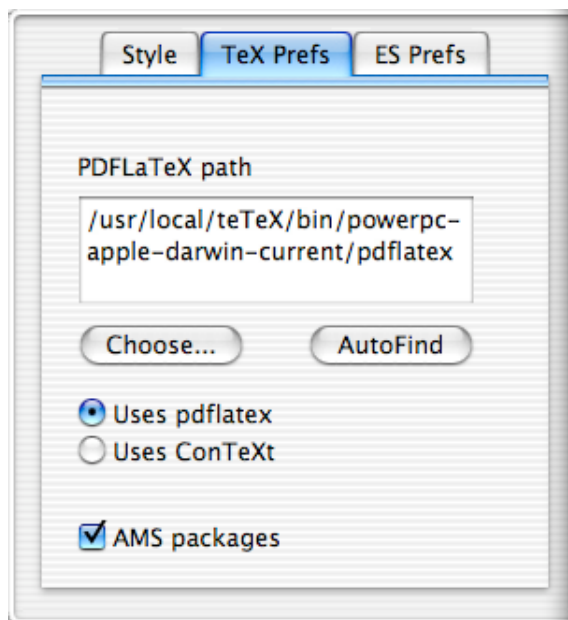 Style TeX Prefs ES Prefs
PDFLaTeX path
/usr/local/teTeX/bin/powerpc-
apple-darwin-current/pdflatex
Choose... AutoFind
Uses pdflatex
Uses ConTeXt
AMS packages